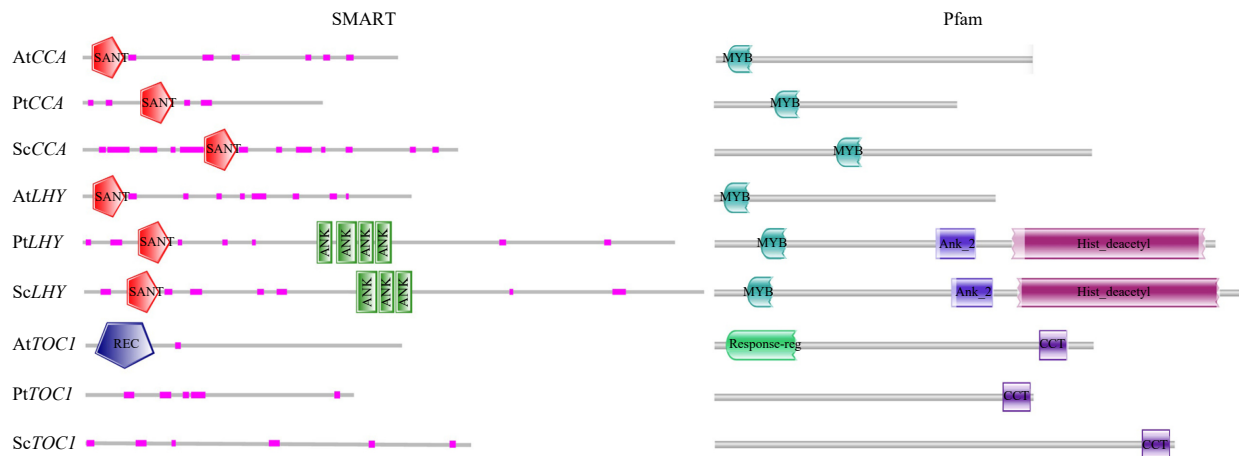 SMART Pfam
AtCCA SANT MYB
PtCCA SANT MYB
ScCCA SANT MYB
AtLHY SANT MYB
PtLHY SANT ANK ANK ANK ANK MYB Ank_2 Hist_deacetyl
ScLHY SANT ANK ANK ANK MYB Ank_2 Hist_deacetyl
AtTOC1 REC Response-reg CCT
PtTOC1 CCT
ScTOC1 CCT